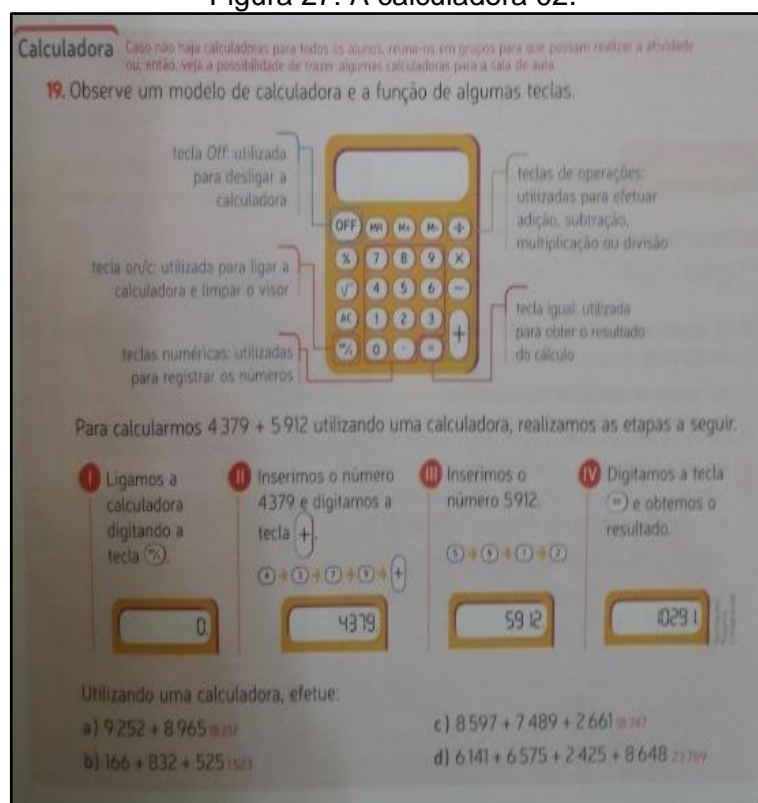 Figura 27: A calculadora 02.
Calculadora
Caso não haja calculadoras para todos os alunos, reúna-os em grupos para que possam realizar a atividade
ou, então, veja a possibilidade de trazer algumas calculadoras para a sala de aula.
19. Observe um modelo de calculadora e a função de algumas teclas.
tecla Off: utilizada
para desligar a
calculadora
tecla on/c: utilizada para ligar a
calculadora e limpar o visor
teclas numéricas: utilizadas
para registrar os números
OFF MR M+ M- ÷
% 7 8 9 ×
√ 4 5 6 −
AC 1 2 3 +
0 · =
teclas de operações:
utilizadas para efetuar
adição, subtração,
multiplicação ou divisão
tecla igual: utilizada
para obter o resultado
do cálculo
Para calcularmos 4 379 + 5 912 utilizando uma calculadora, realizamos as etapas a seguir.
I Ligamos a
calculadora
digitando a
tecla on/c.
0.
II Inserimos o número
4379 e digitamos a
tecla +.
4 → 3 → 7 → 9 → +
4379.
III Inserimos o
número 5912.
5 → 9 → 1 → 2
5912
IV Digitamos a tecla
= e obtemos o
resultado.
10291
Utilizando uma calculadora, efetue:
a) 9 252 + 8 965 18 217
b) 166 + 832 + 525 1 523
c) 8 597 + 7 489 + 2 661 18 747
d) 6 141 + 6 575 + 2 425 + 8 648 23 789